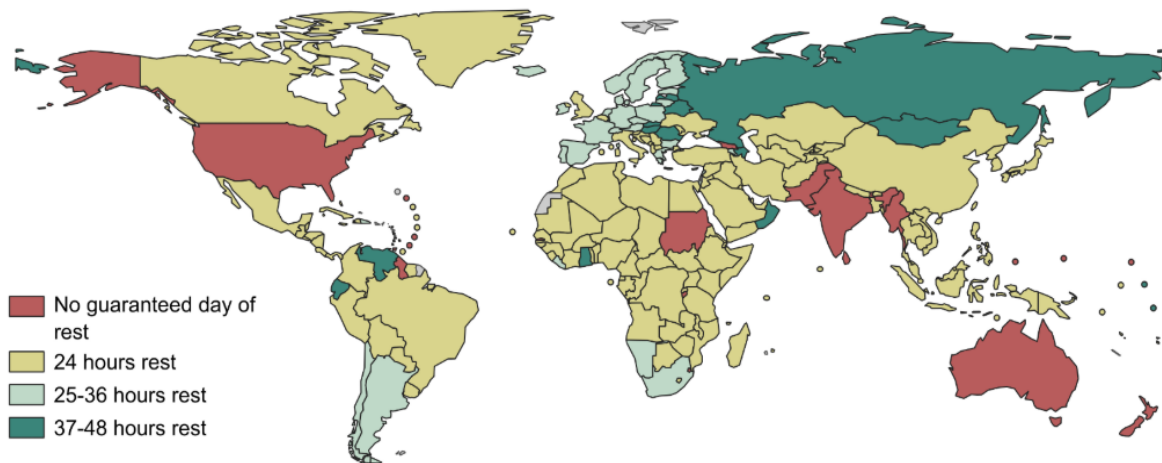 No guaranteed day of
rest
24 hours rest
25-36 hours rest
37-48 hours rest